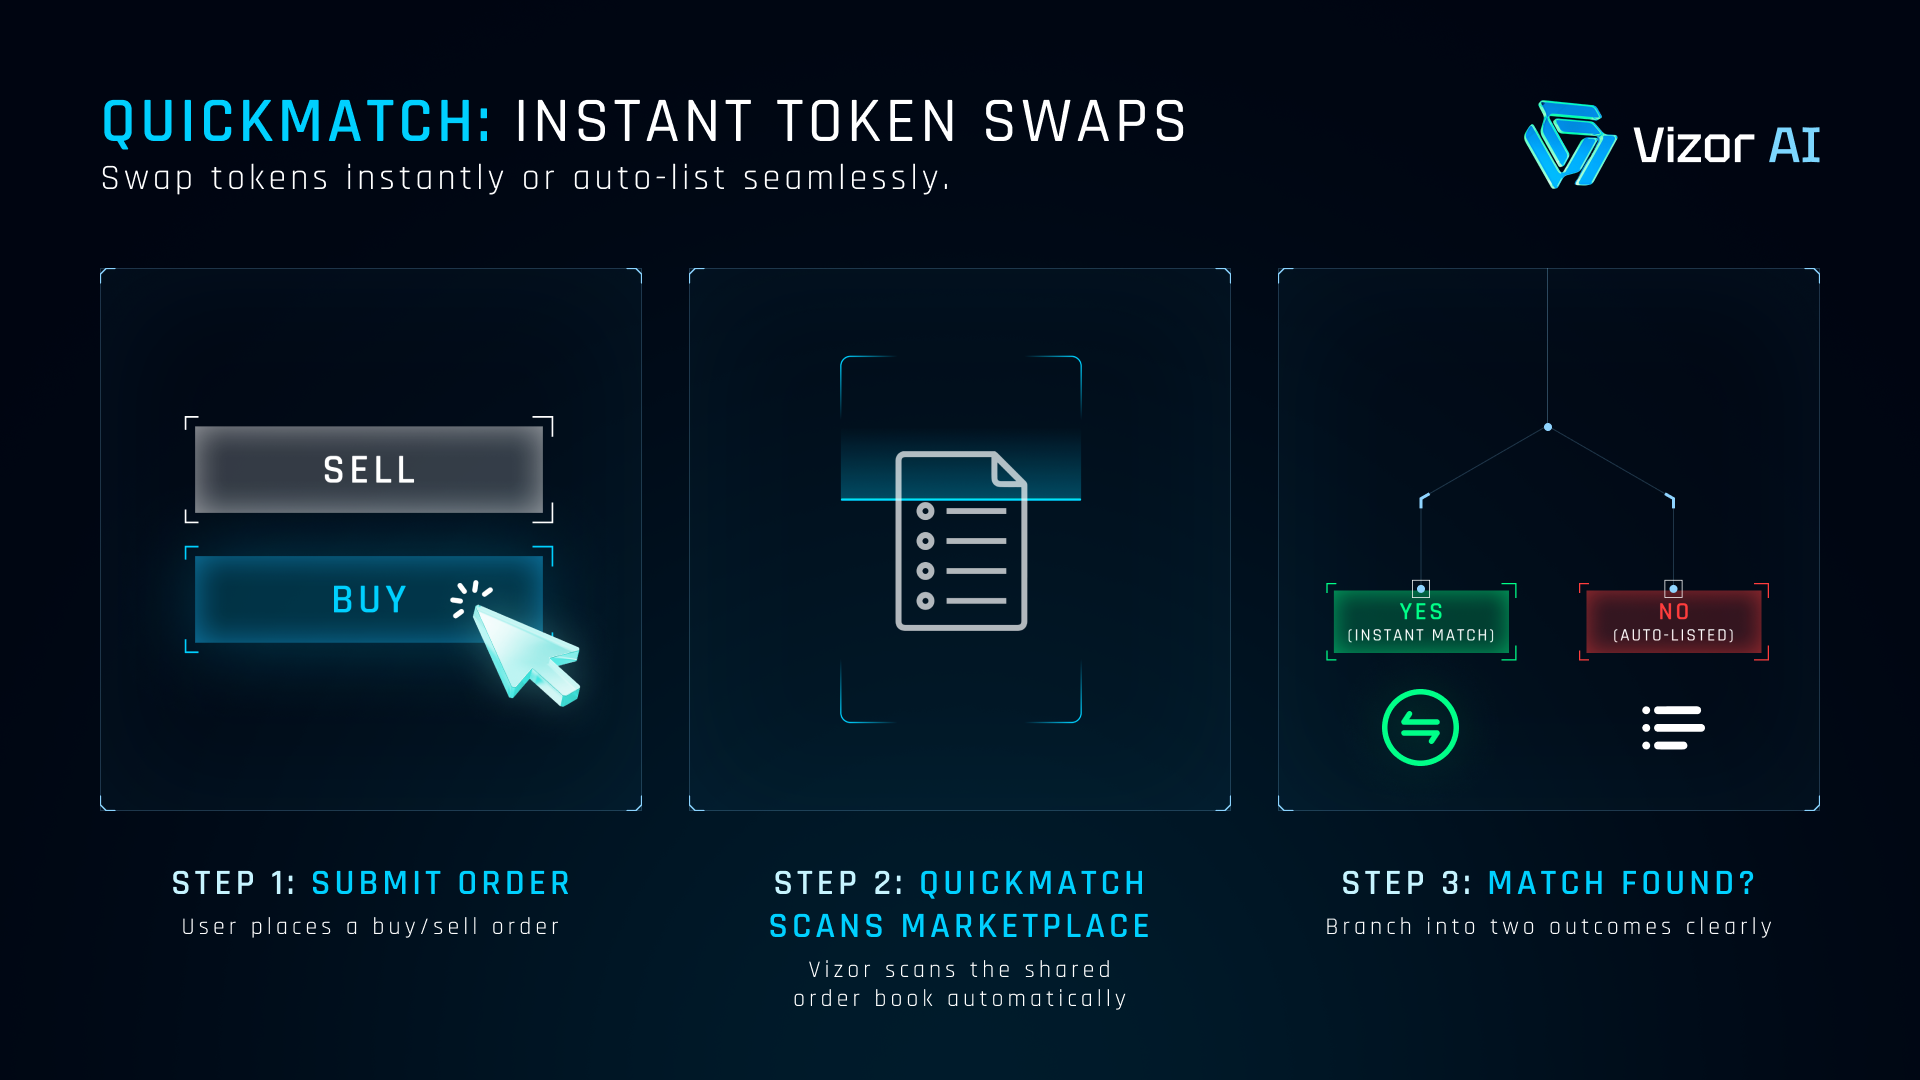 QUICKMATCH: INSTANT TOKEN SWAPS
Swap tokens instantly or auto-list seamlessly.
Vizor AI
SELL
BUY
YES
(INSTANT MATCH)
NO
(AUTO-LISTED)
STEP 1: SUBMIT ORDER
User places a buy/sell order
STEP 2: QUICKMATCH
SCANS MARKETPLACE
Vizor scans the shared
order book automatically
STEP 3: MATCH FOUND?
Branch into two outcomes clearly